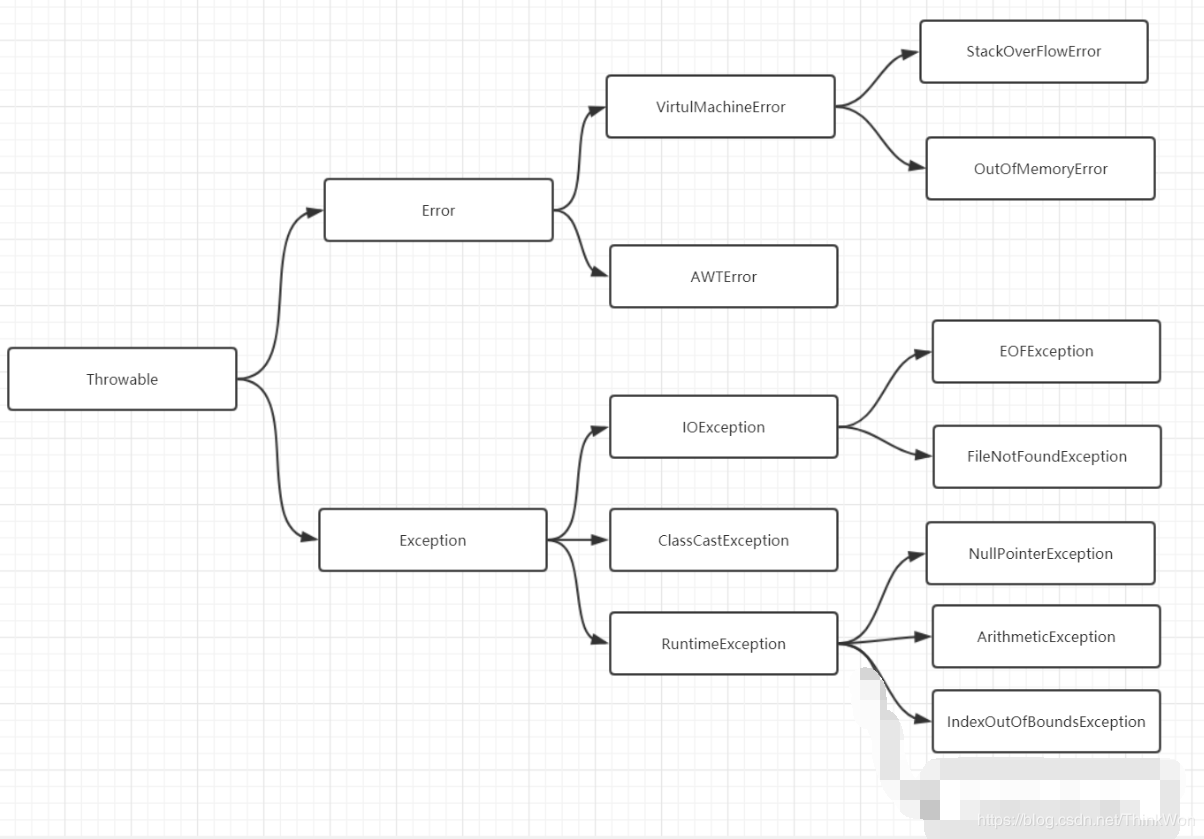 Throwable
Error
VirtulMachineError
StackOverFlowError
OutOfMemoryError
AWTError
Exception
IOException
EOFException
FileNotFoundException
ClassCastException
RuntimeException
NullPointerException
ArithmeticException
IndexOutOfBoundsException
https://blog.csdn.net/ThinkWon